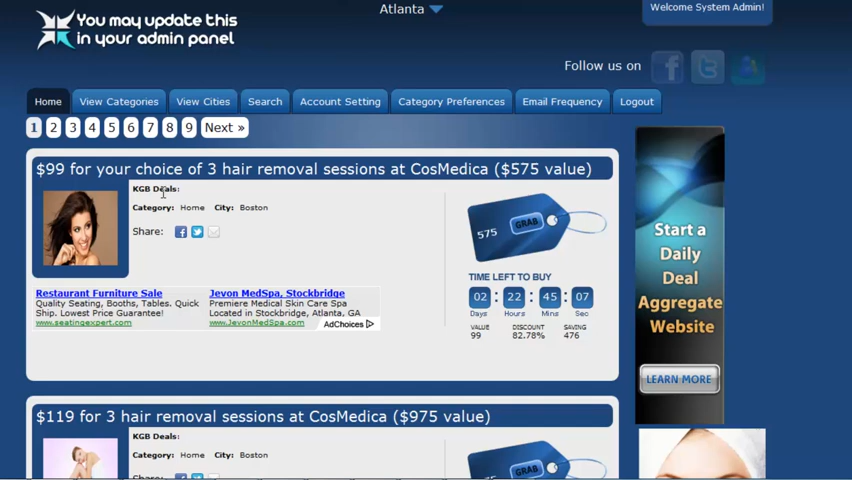 Atlanta
Welcome System Admin!
You may update this
in your admin panel
Follow us on
Home View Categories View Cities Search Account Setting Category Preferences Email Frequency Logout
1 2 3 4 5 6 7 8 9 Next »
$99 for your choice of 3 hair removal sessions at CosMedica ($575 value)
KGB Deals:
Category: Home City: Boston
Share:
575 GRAB
TIME LEFT TO BUY
02 : 22 : 45 : 07
Days Hours Mins Sec
VALUE DISCOUNT SAVING
99 82.78% 476
Restaurant Furniture Sale
Quality Seating, Booths, Tables. Quick
Ship. Lowest Price Guarantee!
www.seatingexpert.com
Jevon MedSpa, Stockbridge
Premiere Medical Skin Care Spa
Located in Stockbridge, Atlanta, GA
www.JevonMedSpa.com
AdChoices
Start a
Daily
Deal
Aggregate
Website
LEARN MORE
$119 for 3 hair removal sessions at CosMedica ($975 value)
KGB Deals:
Category: Home City: Boston
Share:
GRAB